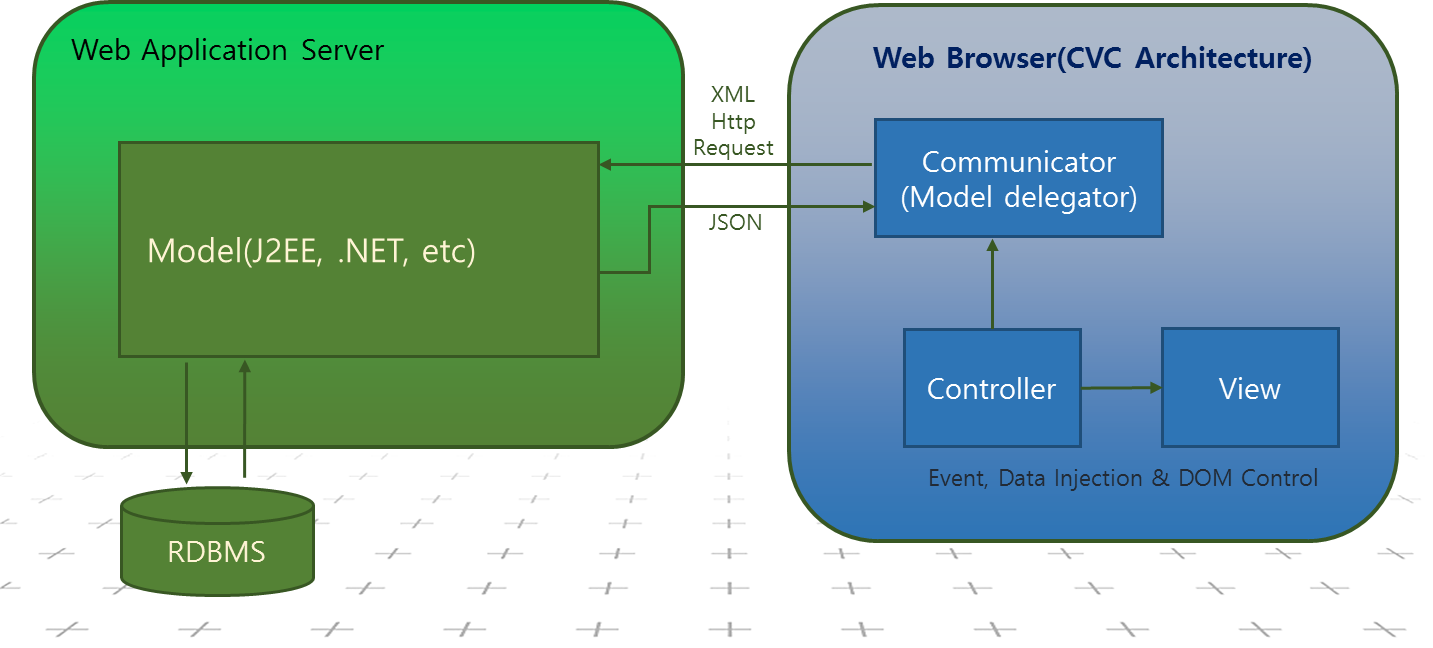 Web Application Server
Model(J2EE, .NET, etc)
RDBMS
XML
Http
Request
JSON
Web Browser(CVC Architecture)
Communicator
(Model delegator)
Controller
View
Event, Data Injection & DOM Control